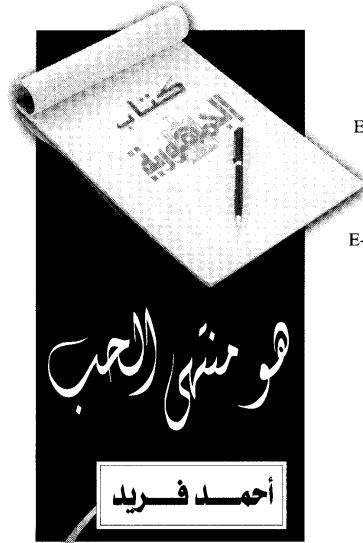 كتاب
الجمهورية
E
E-
هو منتهى الحب
أحمد فريد